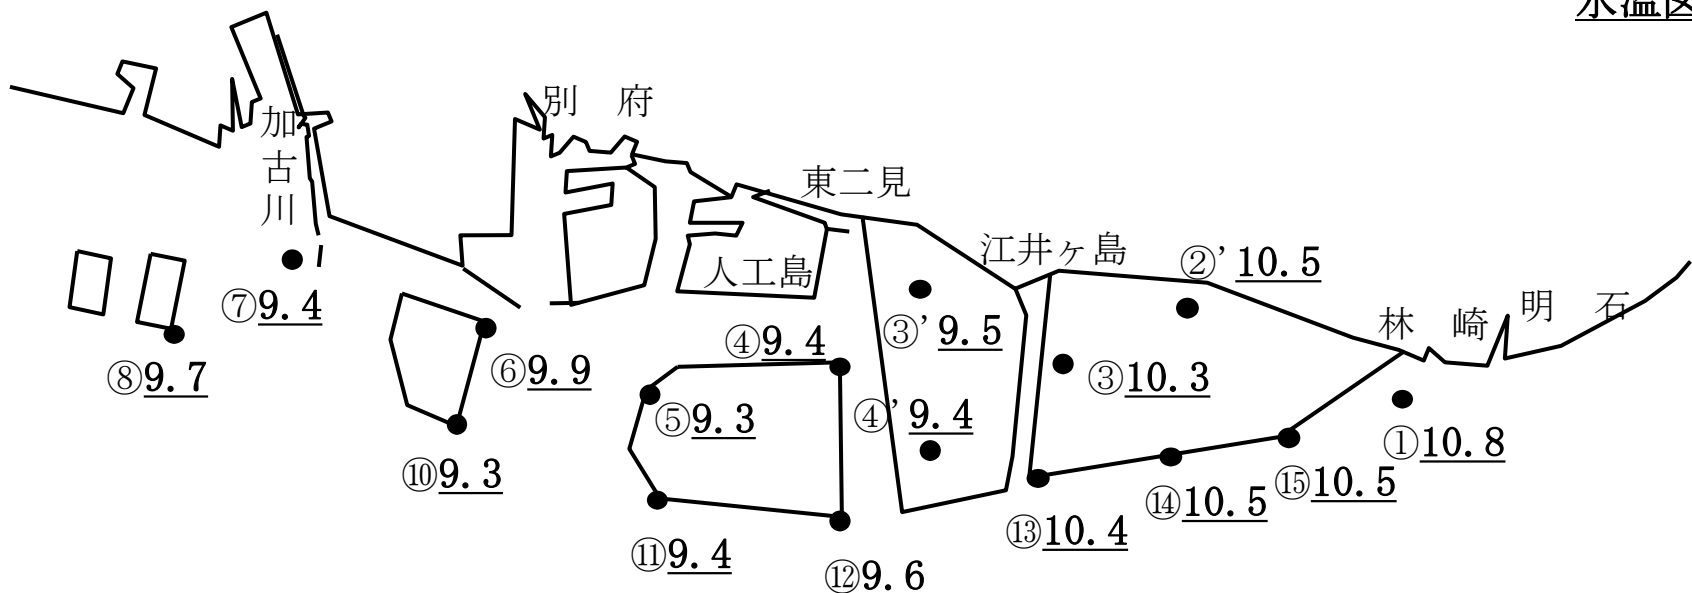 水温図
別　府
加古川
東二見
江井ヶ島
②’10.5
人工島
林　崎
明　石
⑦9.4
③’9.5
④9.4
⑧9.7
⑥9.9
③10.3
⑤9.3
④’9.4
①10.8
⑩9.3
⑮10.5
⑭10.5
⑬10.4
⑪9.4
⑫9.6